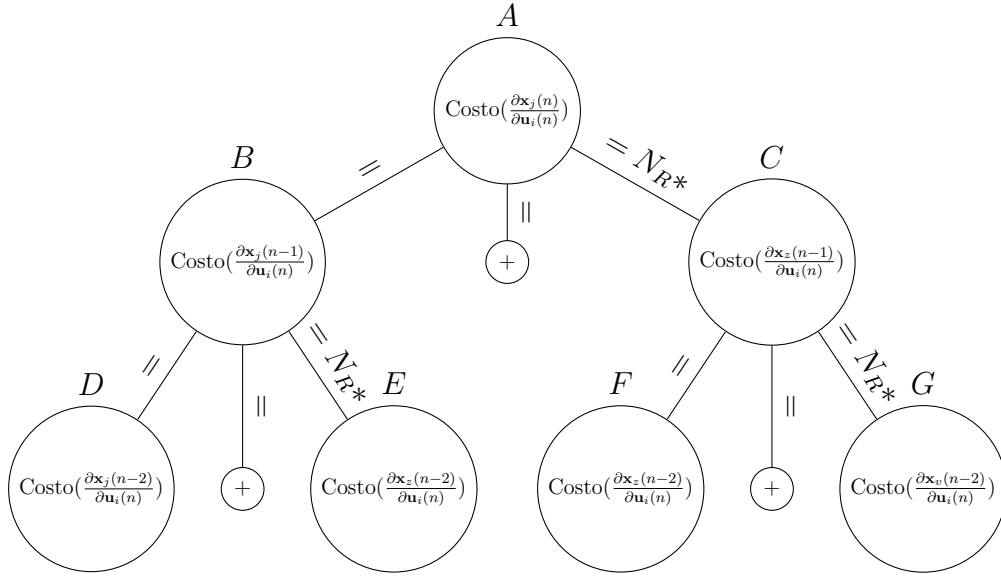 A
Costo(∂x_j(n)/∂u_i(n))
= N_R*
=
B
C
||
Costo(∂x_j(n-1)/∂u_i(n))
+
Costo(∂x_z(n-1)/∂u_i(n))
=
= N_R*
=
= N_R*
D
||
E
F
||
G
Costo(∂x_j(n-2)/∂u_i(n))
+
Costo(∂x_z(n-2)/∂u_i(n))
Costo(∂x_z(n-2)/∂u_i(n))
+
Costo(∂x_v(n-2)/∂u_i(n))